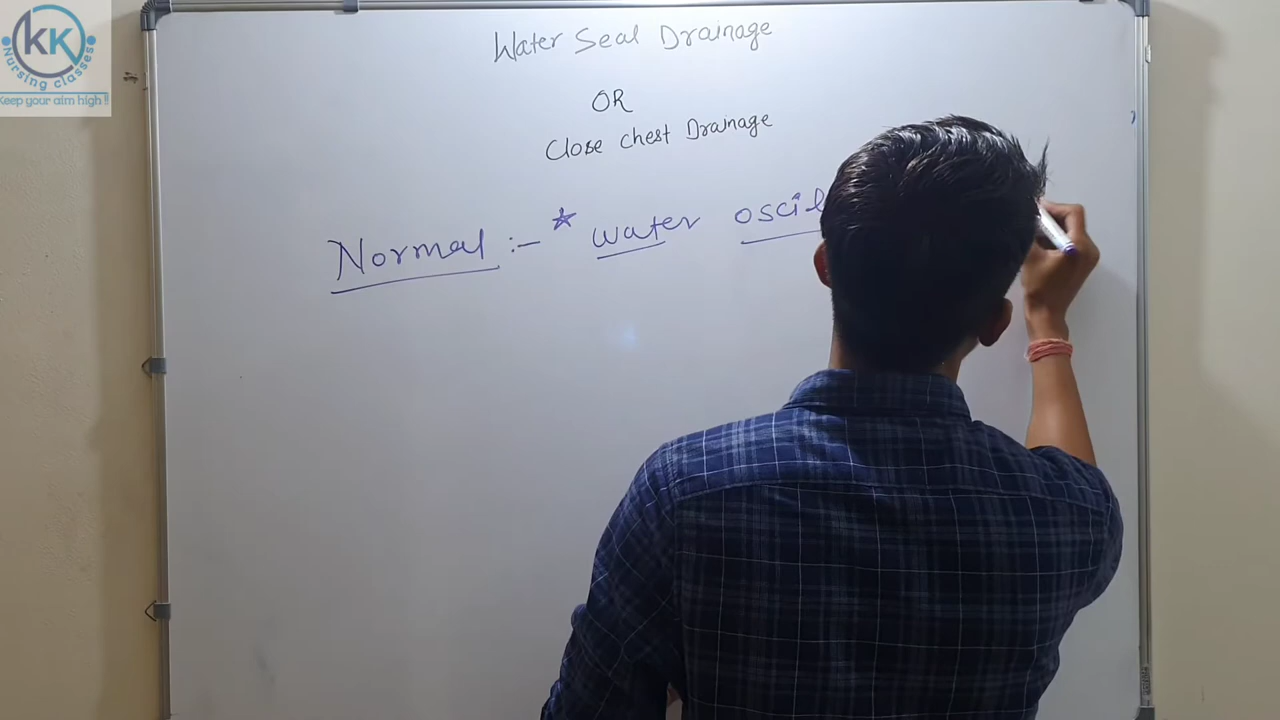 KK
Nursing classes
Keep your aim high !!
Water Seal Drainage
OR
Close Chest Drainage
Normal :- * water oscil